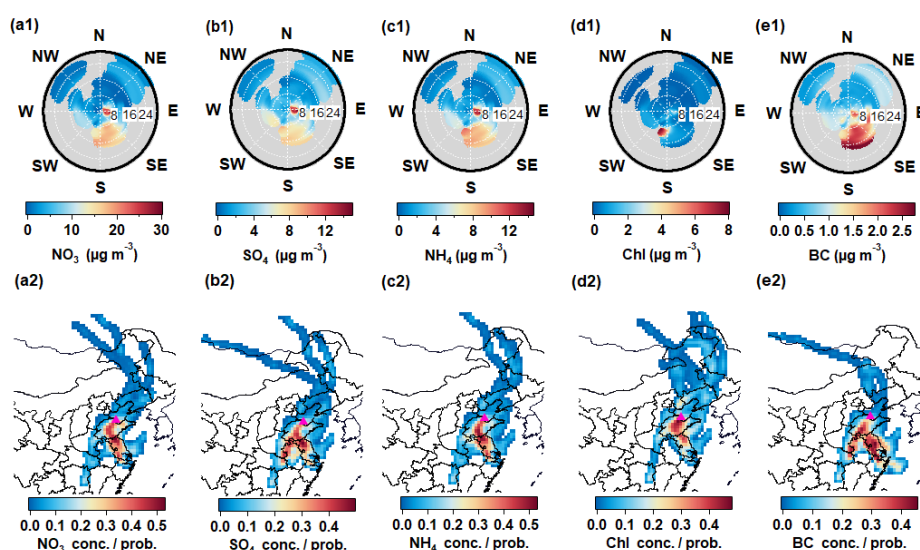 (a1) (b1) (c1) (d1) (e1)
N N N N N
NW NE NW NE NW NE NW NE NW NE
W 8 16 24 E W 8 16 24 E W 8 16 24 E W 8 16 24 E W 8 16 24 E
SW SE SW SE SW SE SW SE SW SE
S S S S S
0 10 20 30 0 4 8 12 0 4 8 12 0 2 4 6 8 0.0 0.5 1.0 1.5 2.0 2.5
NO₃ (µg m⁻³) SO₄ (µg m⁻³) NH₄ (µg m⁻³) Chl (µg m⁻³) BC (µg m⁻³)
(a2) (b2) (c2) (d2) (e2)
0.0 0.1 0.2 0.3 0.4 0.5 0.0 0.1 0.2 0.3 0.4 0.0 0.1 0.2 0.3 0.4 0.5 0.0 0.1 0.2 0.3 0.4 0.0 0.1 0.2 0.3 0.4
NO₃ conc. / prob. SO₄ conc. / prob. NH₄ conc. / prob. Chl conc. / prob. BC conc. / prob.